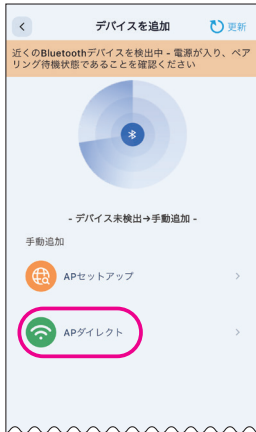 デバイスを追加
更新
近くのBluetoothデバイスを検出中 - 電源が入り、ペア
リング待機状態であることを確認ください
- デバイス未検出→手動追加 -
手動追加
APセットアップ
APダイレクト